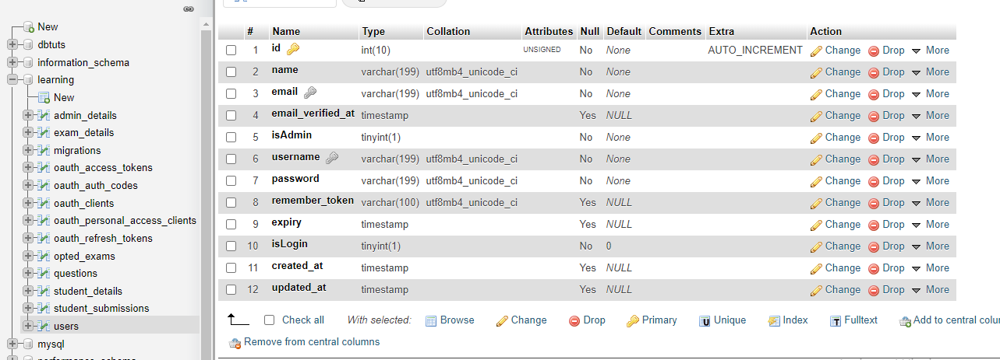 New
dbtuts
information_schema
learning
New
admin_details
exam_details
migrations
oauth_access_tokens
oauth_auth_codes
oauth_clients
oauth_personal_access_clients
oauth_refresh_tokens
opted_exams
questions
student_details
student_submissions
users
mysql
# Name Type Collation Attributes Null Default Comments Extra Action
1 id int(10) UNSIGNED No None AUTO_INCREMENT Change Drop More
2 name varchar(199) utf8mb4_unicode_ci No None Change Drop More
3 email varchar(199) utf8mb4_unicode_ci No None Change Drop More
4 email_verified_at timestamp Yes NULL Change Drop More
5 isAdmin tinyint(1) No None Change Drop More
6 username varchar(199) utf8mb4_unicode_ci No None Change Drop More
7 password varchar(199) utf8mb4_unicode_ci No None Change Drop More
8 remember_token varchar(100) utf8mb4_unicode_ci Yes NULL Change Drop More
9 expiry timestamp Yes NULL Change Drop More
10 isLogin tinyint(1) No 0 Change Drop More
11 created_at timestamp Yes NULL Change Drop More
12 updated_at timestamp Yes NULL Change Drop More
Check all With selected: Browse Change Drop Primary Unique Index Fulltext Add to central colu
Remove from central columns